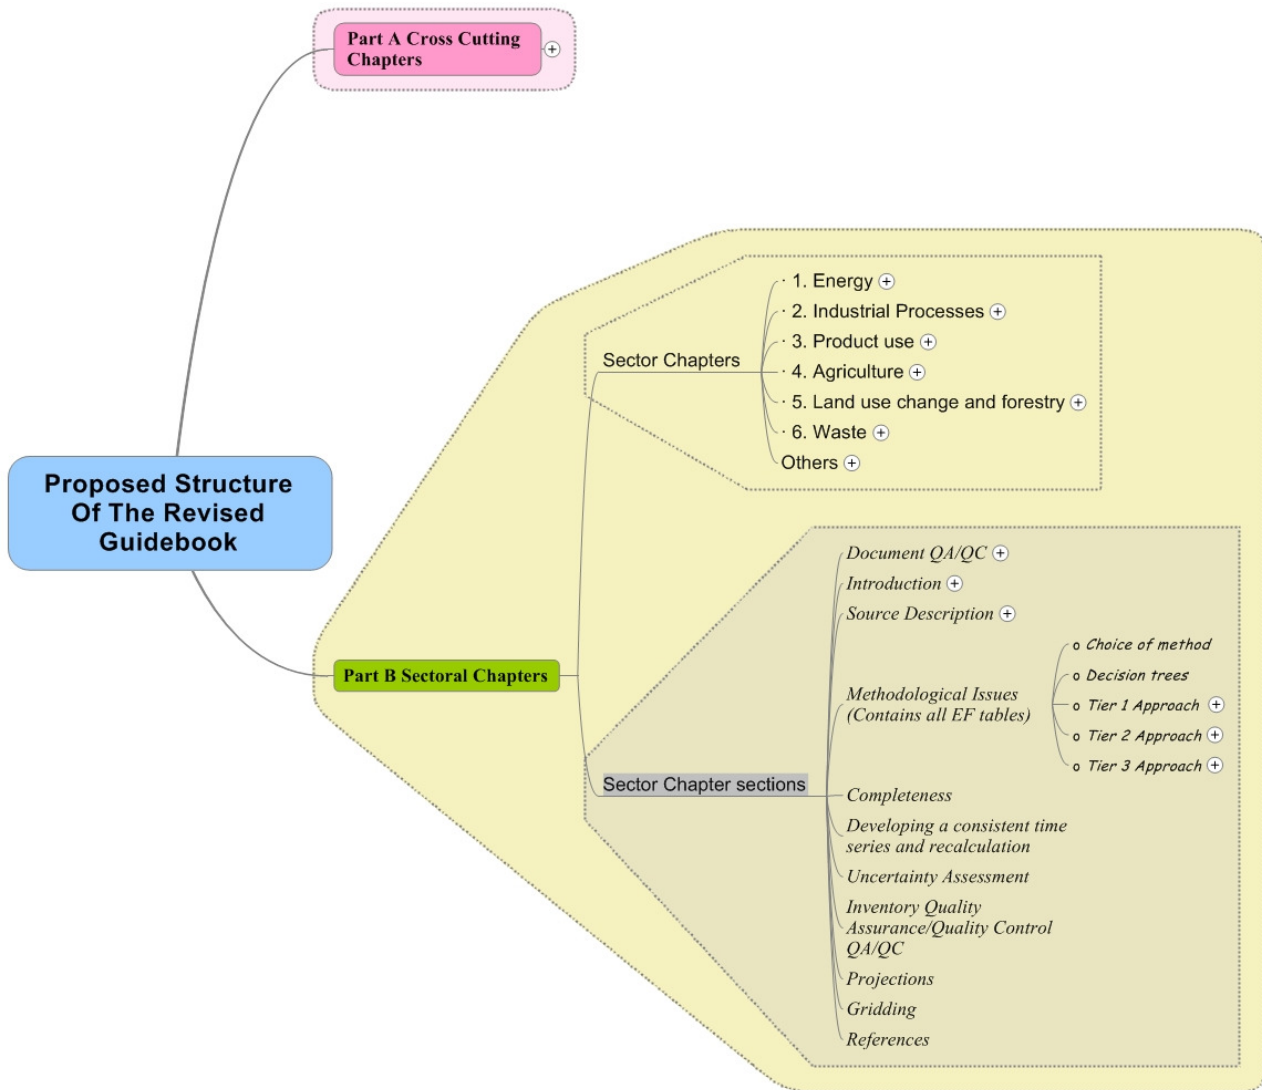 Part A Cross Cutting
Chapters
Proposed Structure
Of The Revised
Guidebook
Part B Sectoral Chapters
Sector Chapters
· 1. Energy
· 2. Industrial Processes
· 3. Product use
· 4. Agriculture
· 5. Land use change and forestry
· 6. Waste
Others
Sector Chapter sections
Document QA/QC
Introduction
Source Description
Methodological Issues
(Contains all EF tables)
o Choice of method
o Decision trees
o Tier 1 Approach
o Tier 2 Approach
o Tier 3 Approach
Completeness
Developing a consistent time
series and recalculation
Uncertainty Assessment
Inventory Quality
Assurance/Quality Control
QA/QC
Projections
Gridding
References